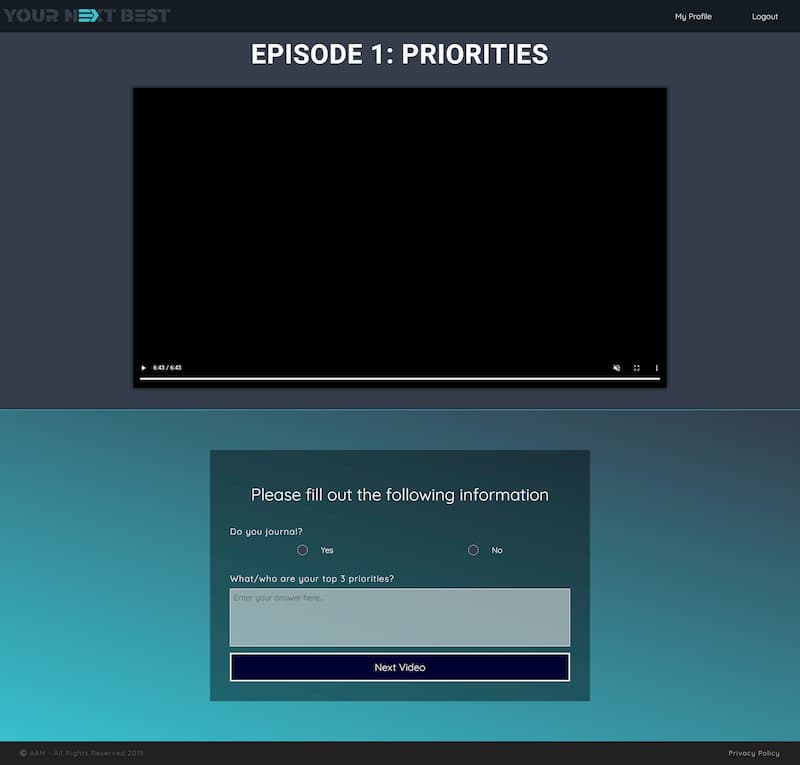 YOUR NEXT BEST
My Profile
Logout
EPISODE 1: PRIORITIES
6:43 / 6:43
Please fill out the following information
Do you journal?
Yes
No
What/who are your top 3 priorities?
Enter your answer here...
Next Video
© AAM - All Rights Reserved 2019
Privacy Policy